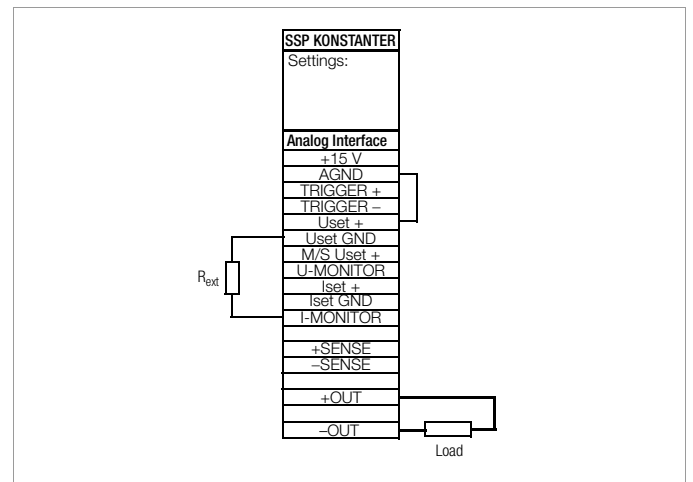 SSP KONSTANTER
Settings:
Analog Interface
+15 V
AGND
TRIGGER +
TRIGGER –
Uset +
Uset GND
M/S Uset +
U-MONITOR
Iset +
Iset GND
I-MONITOR
+SENSE
–SENSE
+OUT
–OUT
Rext
Load